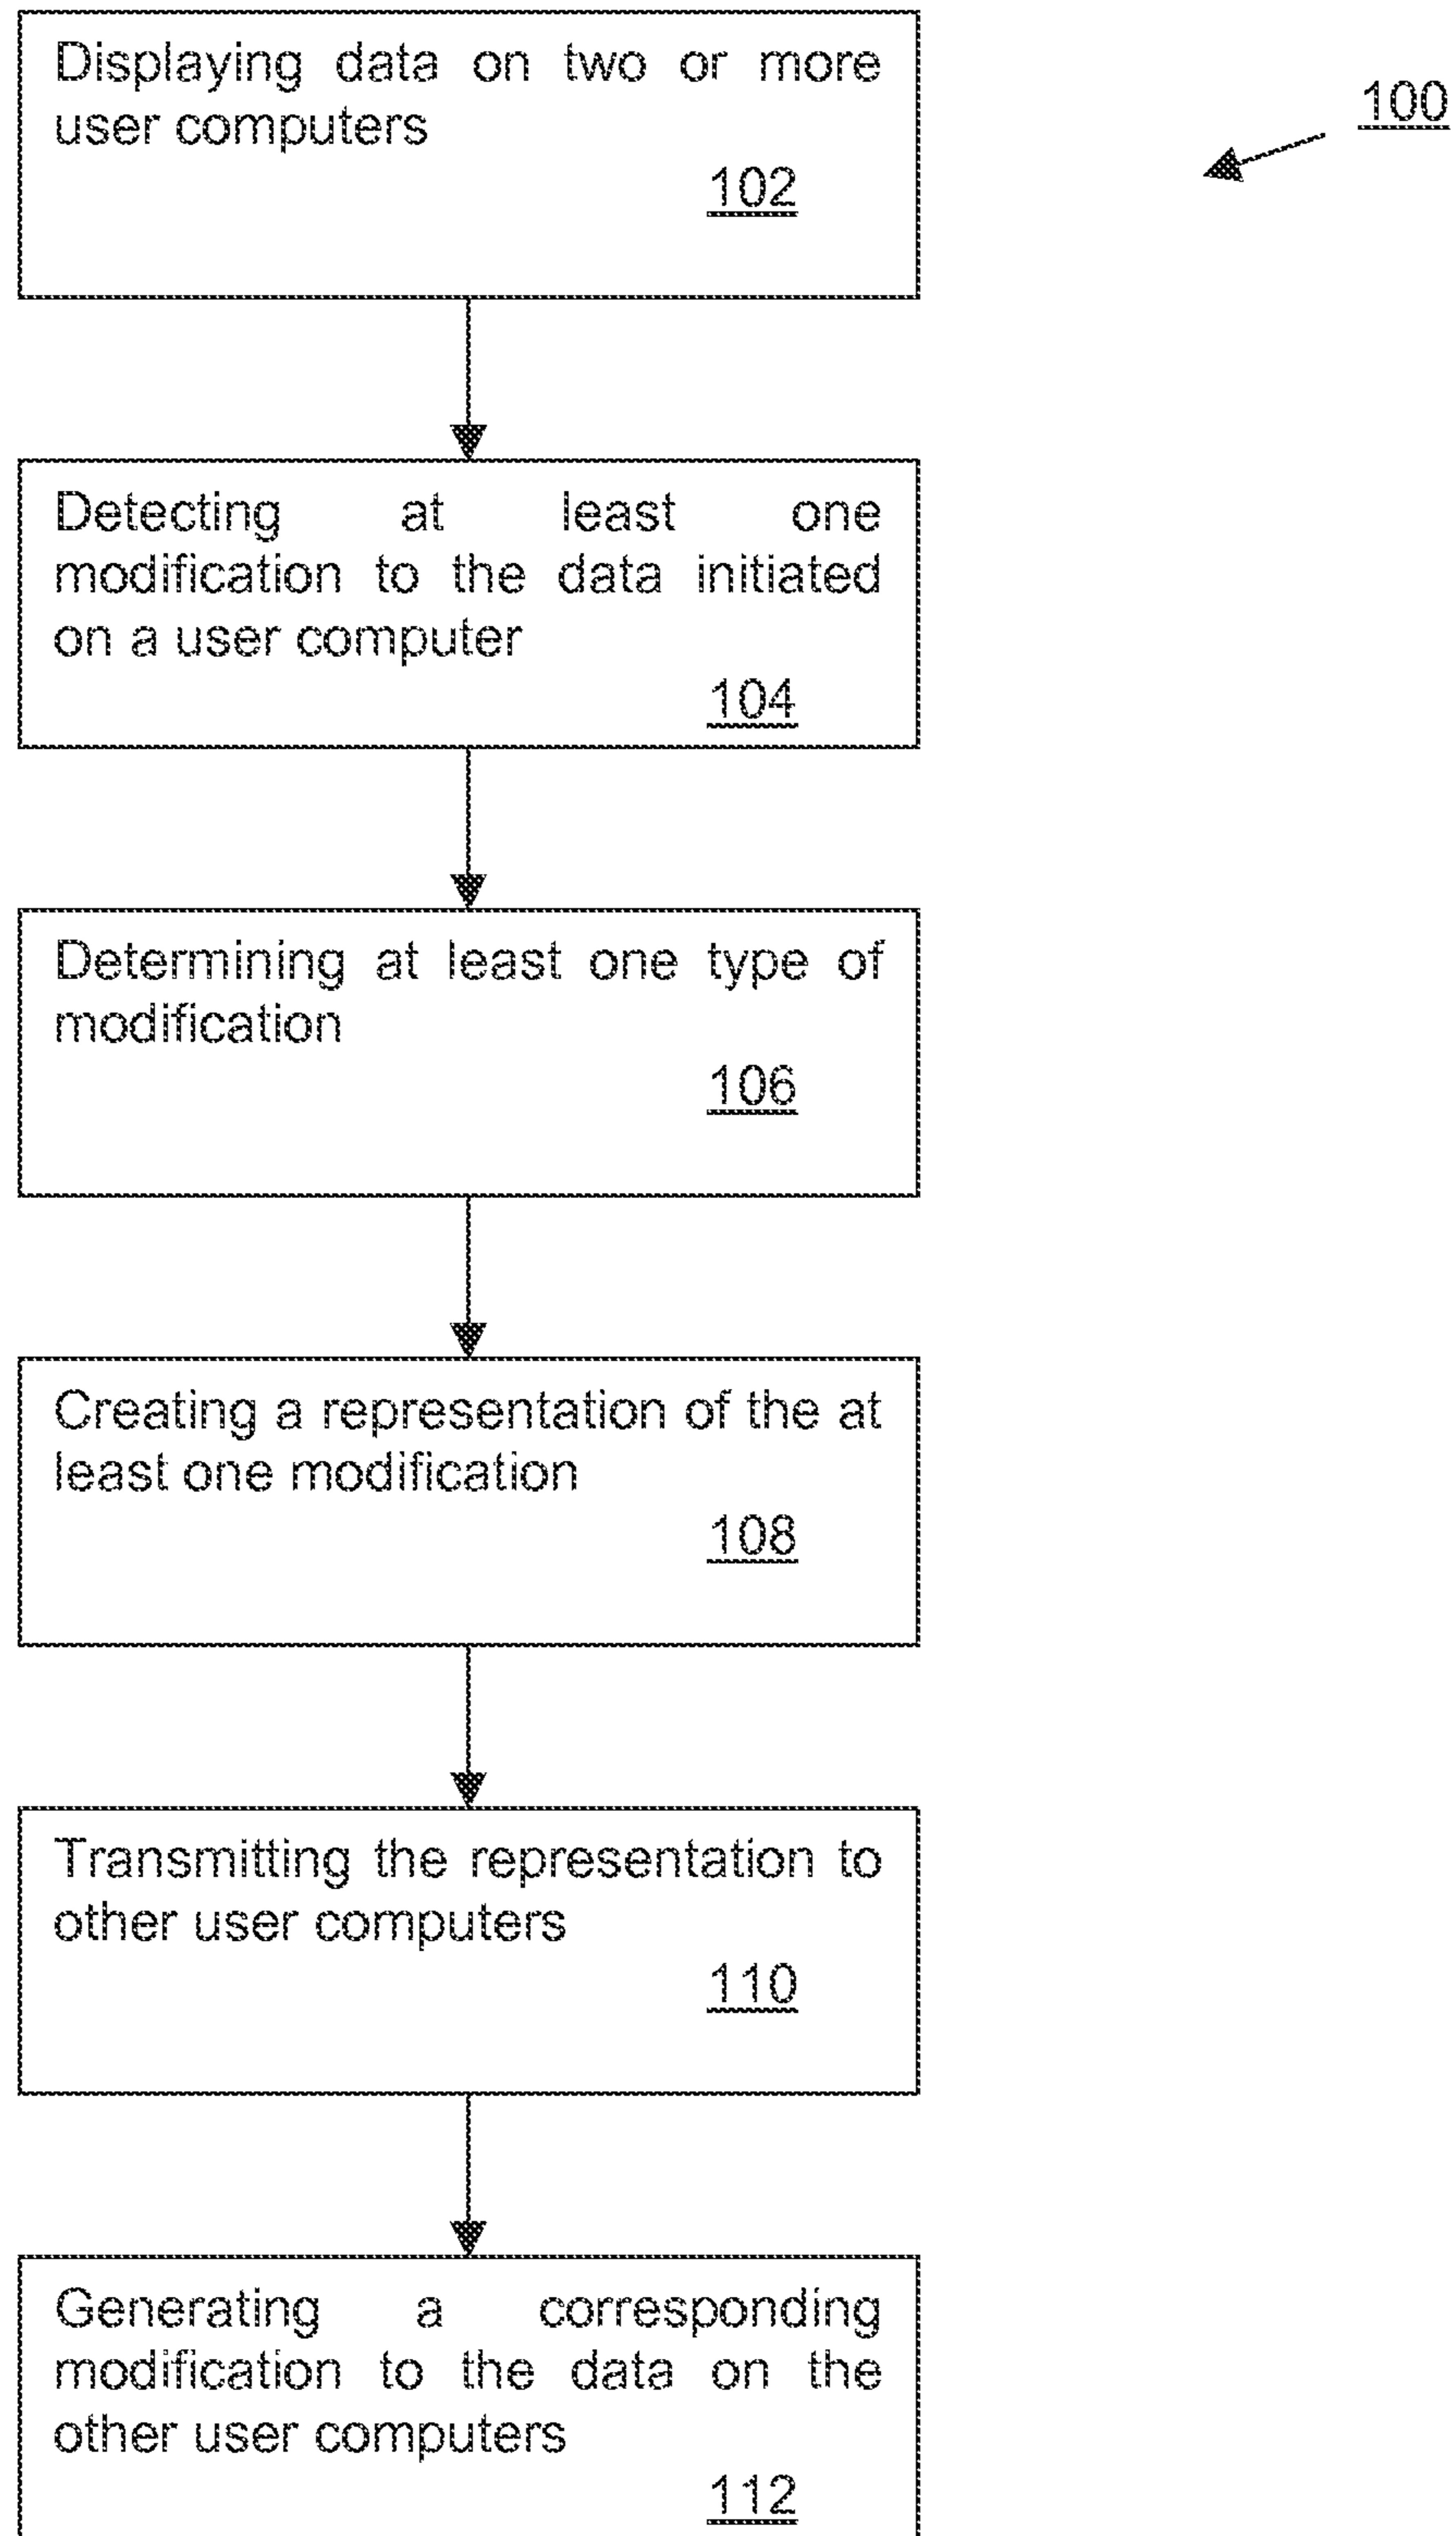 Displaying data on two or more
user computers
102
100
Detecting at least one
modification to the data initiated
on a user computer
104
Determining at least one type of
modification
106
Creating a representation of the at
least one modification
108
Transmitting the representation to
other user computers
110
Generating a corresponding
modification to the data on the
other user computers
112